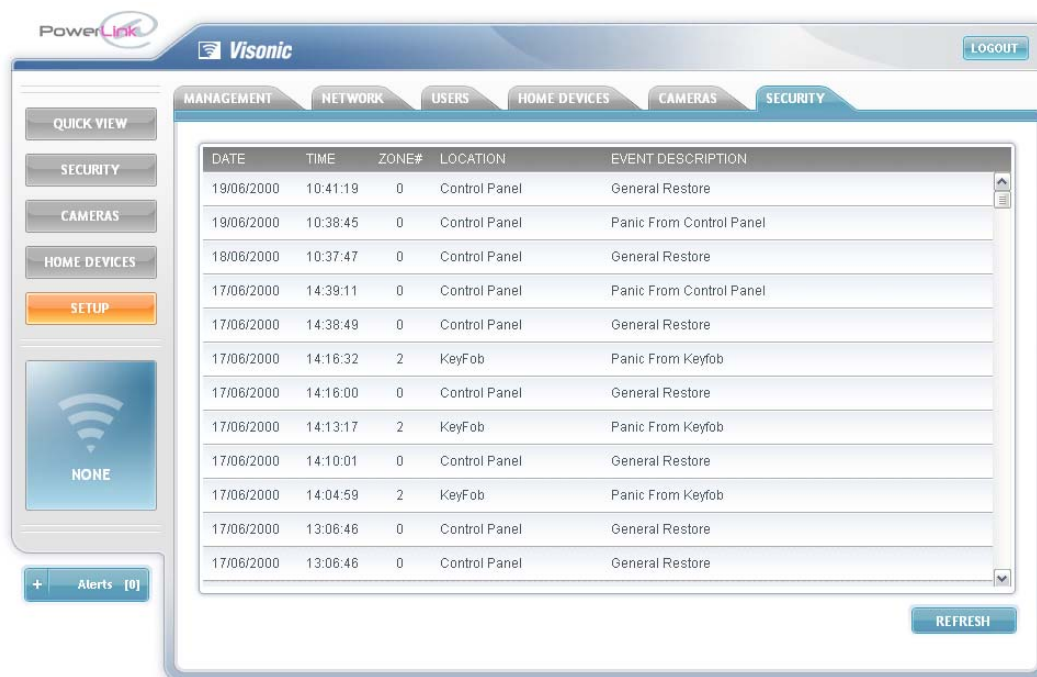 PowerLink
Visonic
LOGOUT
MANAGEMENT NETWORK USERS HOME DEVICES CAMERAS SECURITY
QUICK VIEW
SECURITY
CAMERAS
HOME DEVICES
SETUP
NONE
+ Alerts [0]
DATE TIME ZONE# LOCATION EVENT DESCRIPTION
19/06/2000 10:41:19 0 Control Panel General Restore
19/06/2000 10:38:45 0 Control Panel Panic From Control Panel
18/06/2000 10:37:47 0 Control Panel General Restore
17/06/2000 14:39:11 0 Control Panel Panic From Control Panel
17/06/2000 14:38:49 0 Control Panel General Restore
17/06/2000 14:16:32 2 KeyFob Panic From Keyfob
17/06/2000 14:16:00 0 Control Panel General Restore
17/06/2000 14:13:17 2 KeyFob Panic From Keyfob
17/06/2000 14:10:01 0 Control Panel General Restore
17/06/2000 14:04:59 2 KeyFob Panic From Keyfob
17/06/2000 13:06:46 0 Control Panel General Restore
17/06/2000 13:06:46 0 Control Panel General Restore
REFRESH